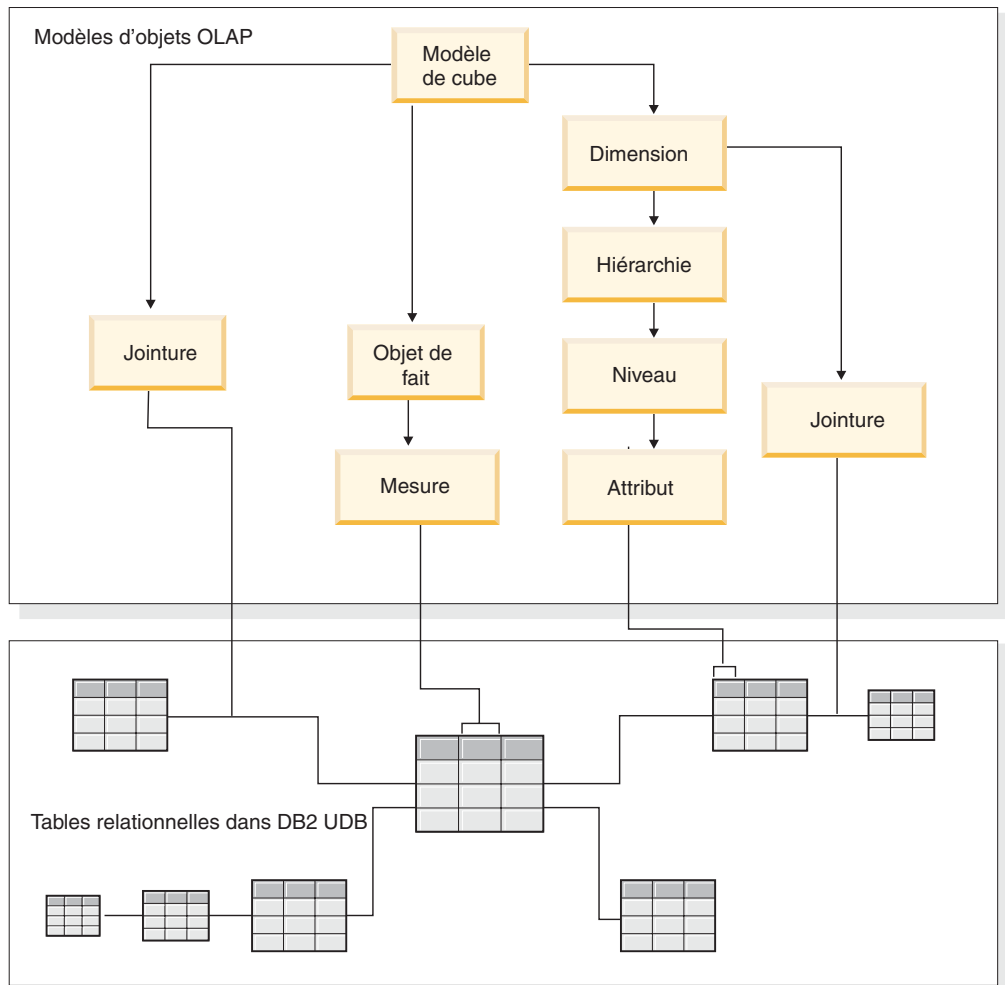 Modèles d'objets OLAP
Modèle
de cube
Dimension
Hiérarchie
Jointure
Objet de
fait
Niveau
Jointure
Mesure
Attribut
Tables relationnelles dans DB2 UDB